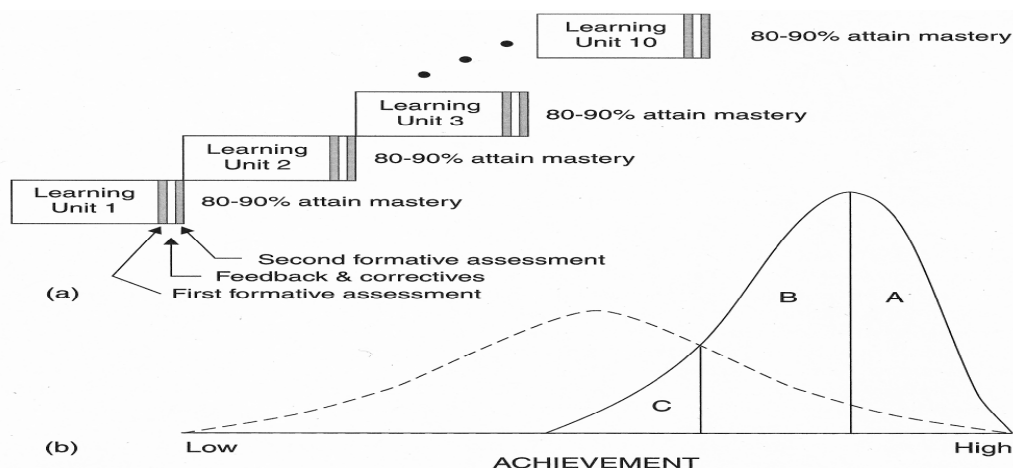 Learning
Unit 10
80-90% attain mastery
Learning
Unit 3
80-90% attain mastery
Learning
Unit 2
80-90% attain mastery
Learning
Unit 1
80-90% attain mastery
Second formative assessment
Feedback & correctives
(a)
First formative assessment
B
A
C
(b)
Low
High
ACHIEVEMENT